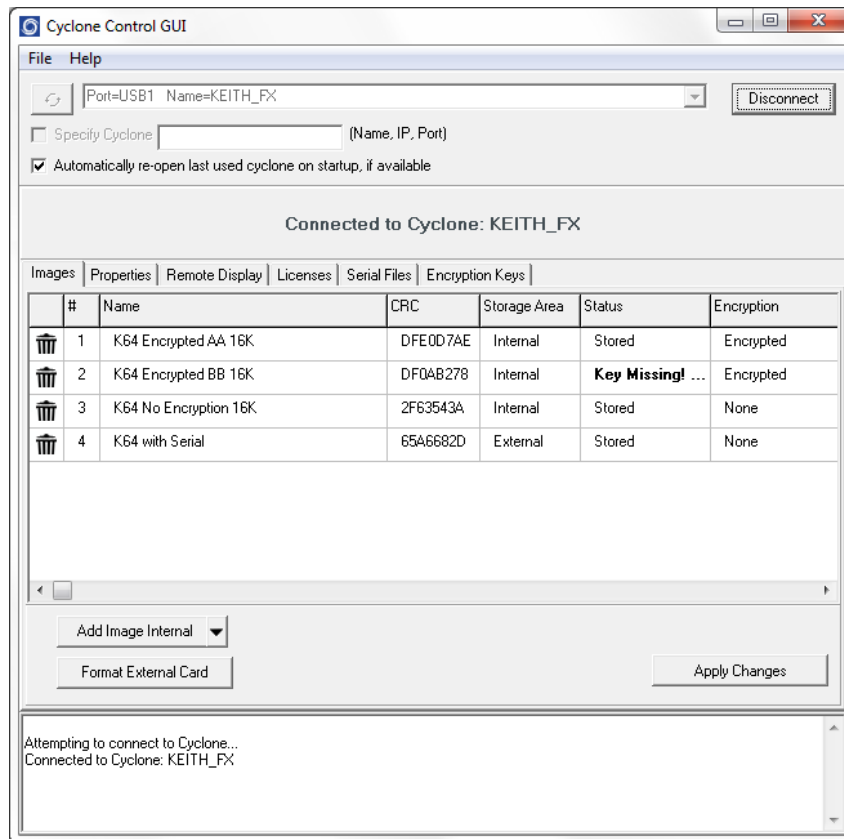 Cyclone Control GUI
File Help
Port=USB1 Name=KEITH_FX
Disconnect
Specify Cyclone (Name, IP, Port)
Automatically re-open last used cyclone on startup, if available
Connected to Cyclone: KEITH_FX
Images Properties Remote Display Licenses Serial Files Encryption Keys
# Name CRC Storage Area Status Encryption
1 K64 Encrypted AA 16K DFE0D7AE Internal Stored Encrypted
2 K64 Encrypted BB 16K DF0AB278 Internal Key Missing! ... Encrypted
3 K64 No Encryption 16K 2F63543A Internal Stored None
4 K64 with Serial 65A6682D External Stored None
Add Image Internal
Format External Card
Apply Changes
Attempting to connect to Cyclone...
Connected to Cyclone: KEITH_FX